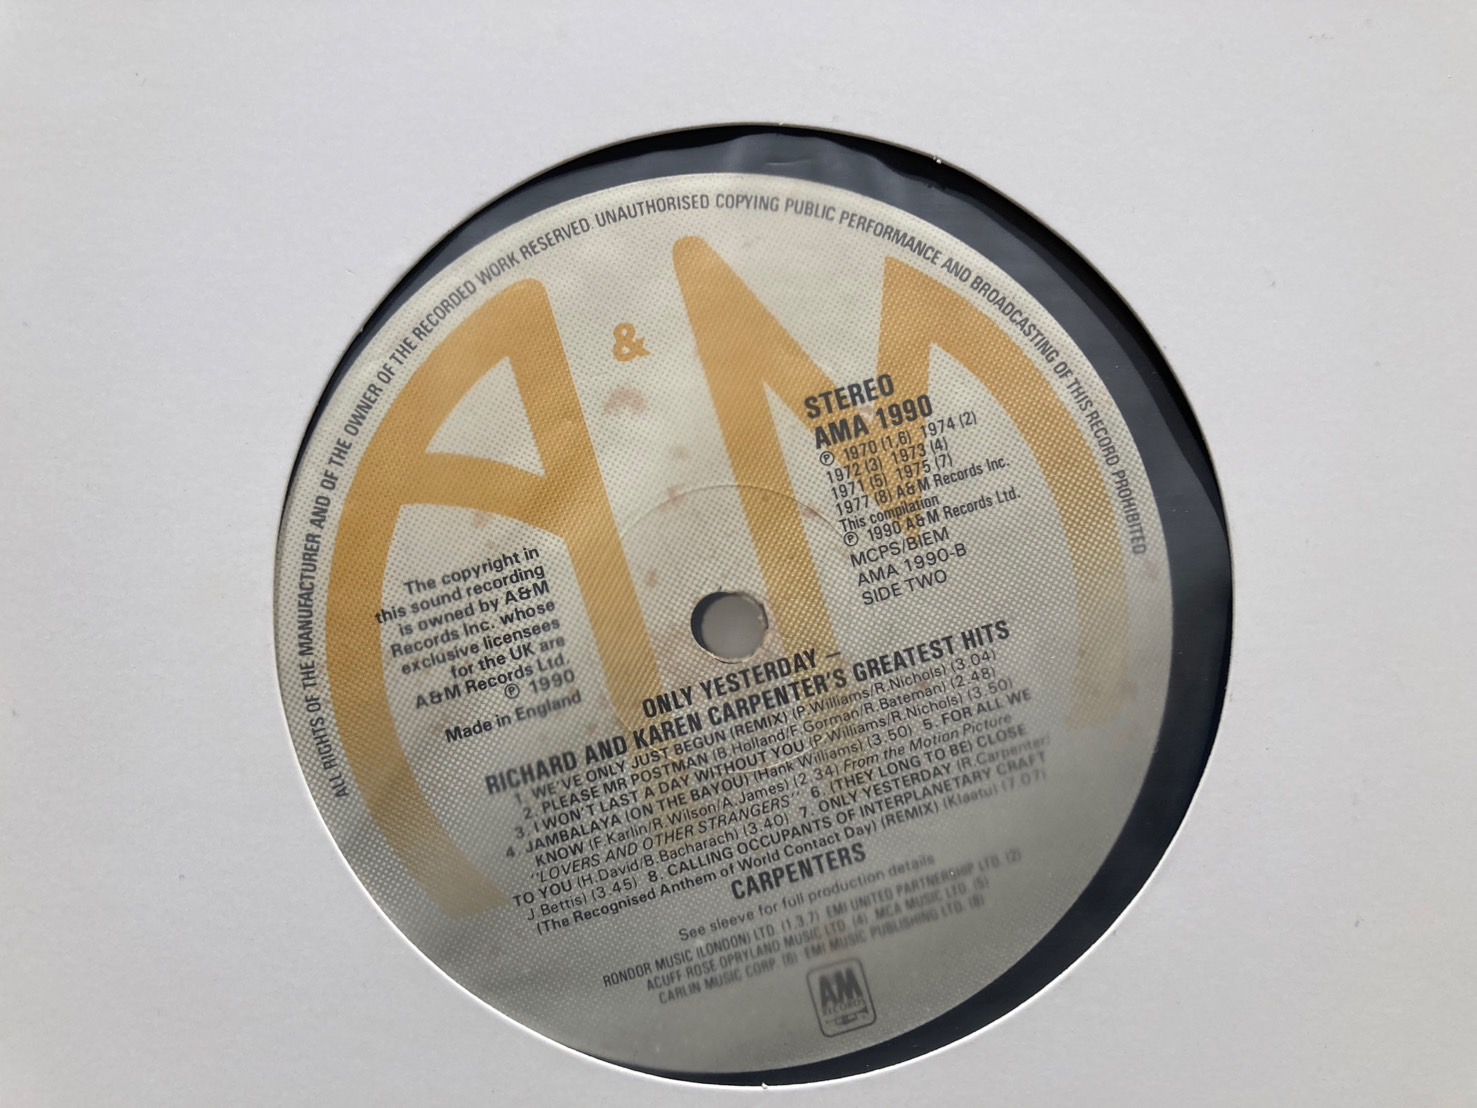 ALL RIGHTS OF THE MANUFACTURER AND OF THE OWNER OF THE RECORDED WORK RESERVED. UNAUTHORISED COPYING PUBLIC PERFORMANCE AND BROADCASTING OF THIS RECORD PROHIBITED
A & M
STEREO
AMA 1990
℗ 1970 (1,6) 1974 (2)
1972 (3) 1973 (4)
1971 (5) 1975 (7)
1977 (8) A&M Records Inc.
This compilation
℗ 1990 A&M Records Ltd.
MCPS/BIEM
AMA 1990-B
SIDE TWO
The copyright in
this sound recording
is owned by A&M
Records Inc. whose
exclusive licensees
for the UK are
A&M Records Ltd.
℗ 1990
Made in England
ONLY YESTERDAY –
RICHARD AND KAREN CARPENTER'S GREATEST HITS
1. WE'VE ONLY JUST BEGUN (REMIX) (P.Williams/R.Nichols) (3.04)
2. PLEASE MR POSTMAN (B.Holland/F.Gorman/R.Bateman) (2.48)
3. I WON'T LAST A DAY WITHOUT YOU (P.Williams/R.Nichols) (3.50)
4. JAMBALAYA (ON THE BAYOU) (Hank Williams) (3.50) 5. FOR ALL WE
KNOW (F.Karlin/R.Wilson/A.James) (2.34) From the Motion Picture
"LOVERS AND OTHER STRANGERS" 6. (THEY LONG TO BE) CLOSE
TO YOU (H.David/B.Bacharach) (3.40) 7. ONLY YESTERDAY (R.Carpenter/
J.Bettis) (3.45) 8. CALLING OCCUPANTS OF INTERPLANETARY CRAFT
(The Recognised Anthem of World Contact Day) (REMIX) (Klaatu) (7.07)
CARPENTERS
See sleeve for full production details
RONDOR MUSIC (LONDON) LTD. (1.3.7) EMI UNITED PARTNERSHIP LTD. (2)
ACUFF ROSE OPRYLAND MUSIC LTD. (4) MCA MUSIC LTD. (5)
CARLIN MUSIC CORP. (6) EMI MUSIC PUBLISHING LTD. (8)
AM
RECORDS